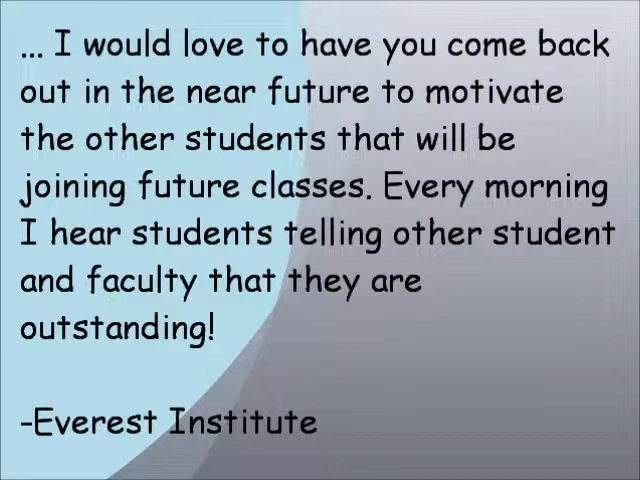 ... I would love to have you come back
out in the near future to motivate
the other students that will be
joining future classes. Every morning
I hear students telling other student
and faculty that they are
outstanding!
-Everest Institute